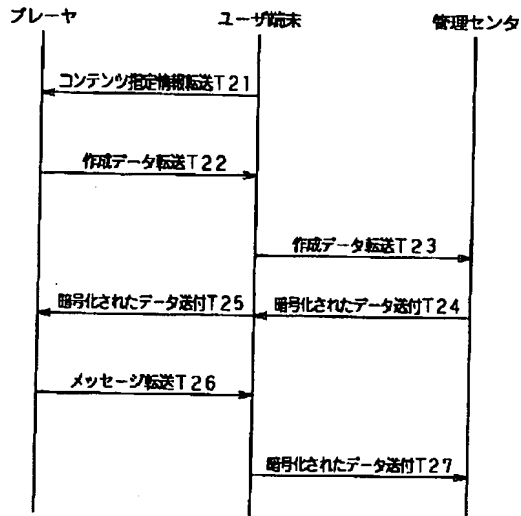 プレーヤ
ユーザ端末
管理センタ
コンテンツ指定情報転送T21
作成データ転送T22
作成データ転送T23
暗号化されたデータ送付T25
暗号化されたデータ送付T24
メッセージ転送T26
暗号化されたデータ送付T27